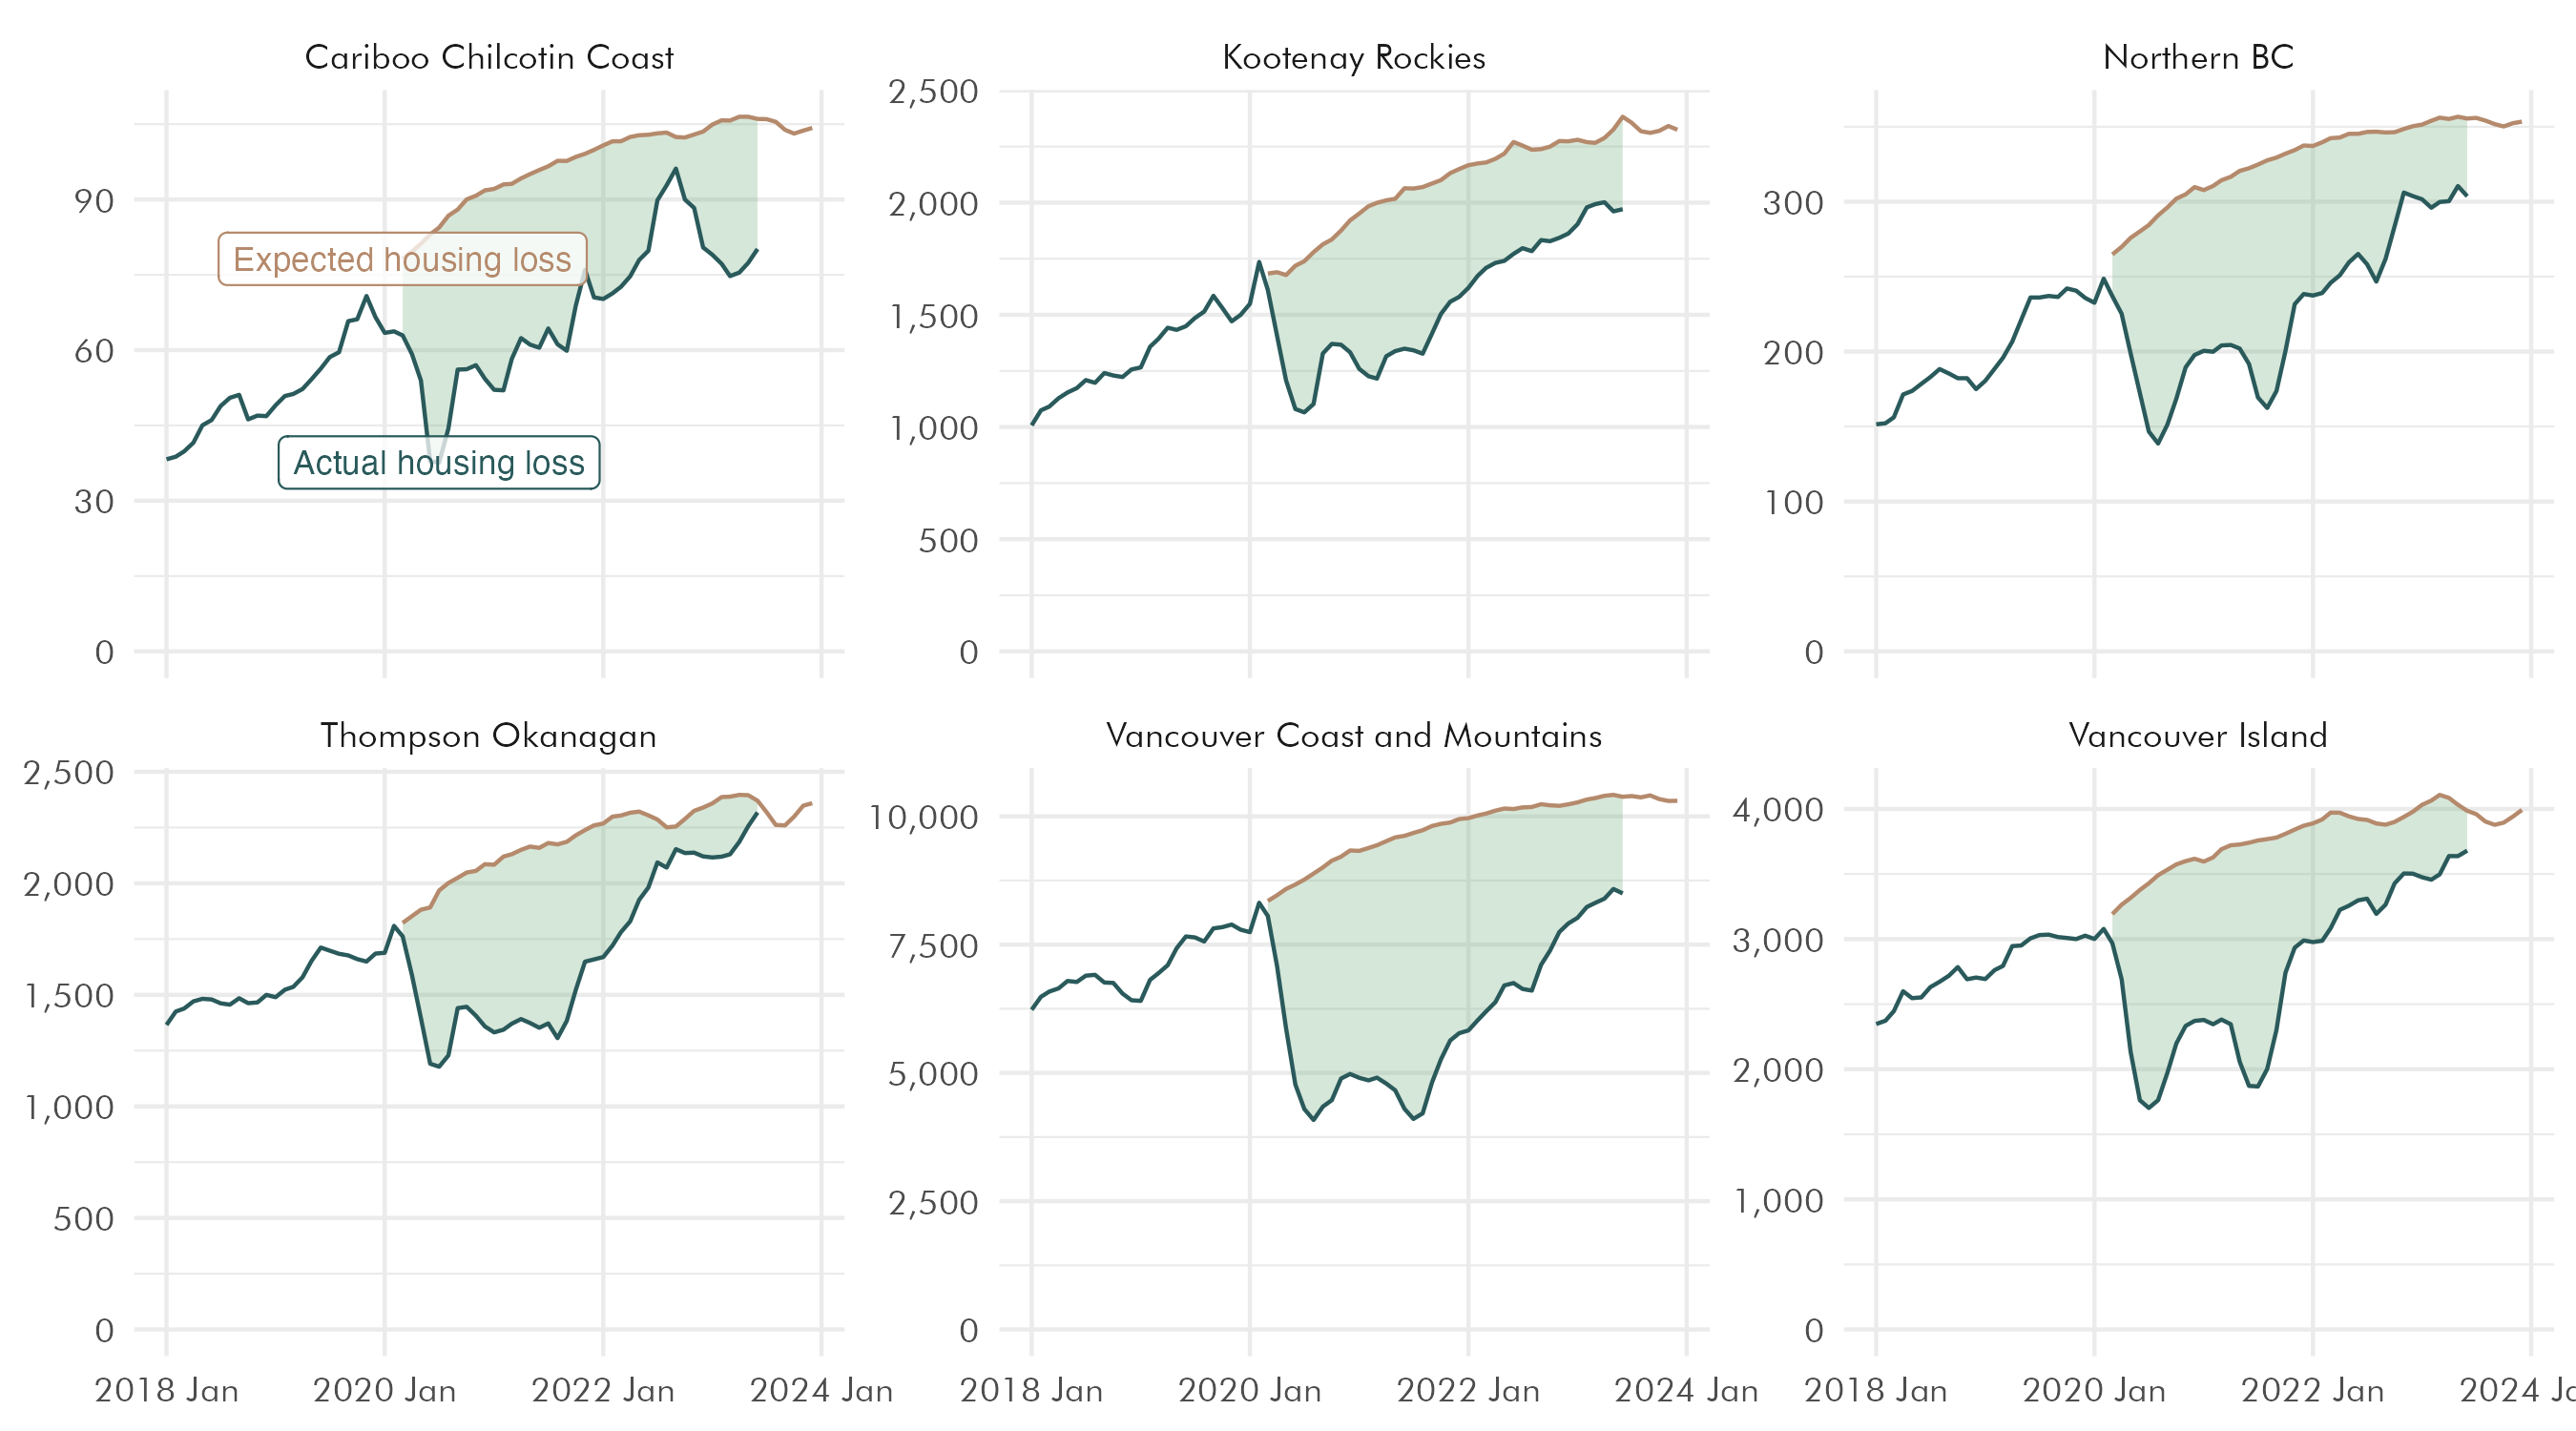 Cariboo Chilcotin Coast
Kootenay Rockies
Northern BC
90
60
30
0
Expected housing loss
Actual housing loss
2,500
2,000
1,500
1,000
500
0
300
200
100
0
Thompson Okanagan
Vancouver Coast and Mountains
Vancouver Island
2,500
2,000
1,500
1,000
500
0
10,000
7,500
5,000
2,500
0
4,000
3,000
2,000
1,000
0
2018 Jan 2020 Jan 2022 Jan 2024 Jan
2018 Jan 2020 Jan 2022 Jan 2024 Jan
2018 Jan 2020 Jan 2022 Jan 2024